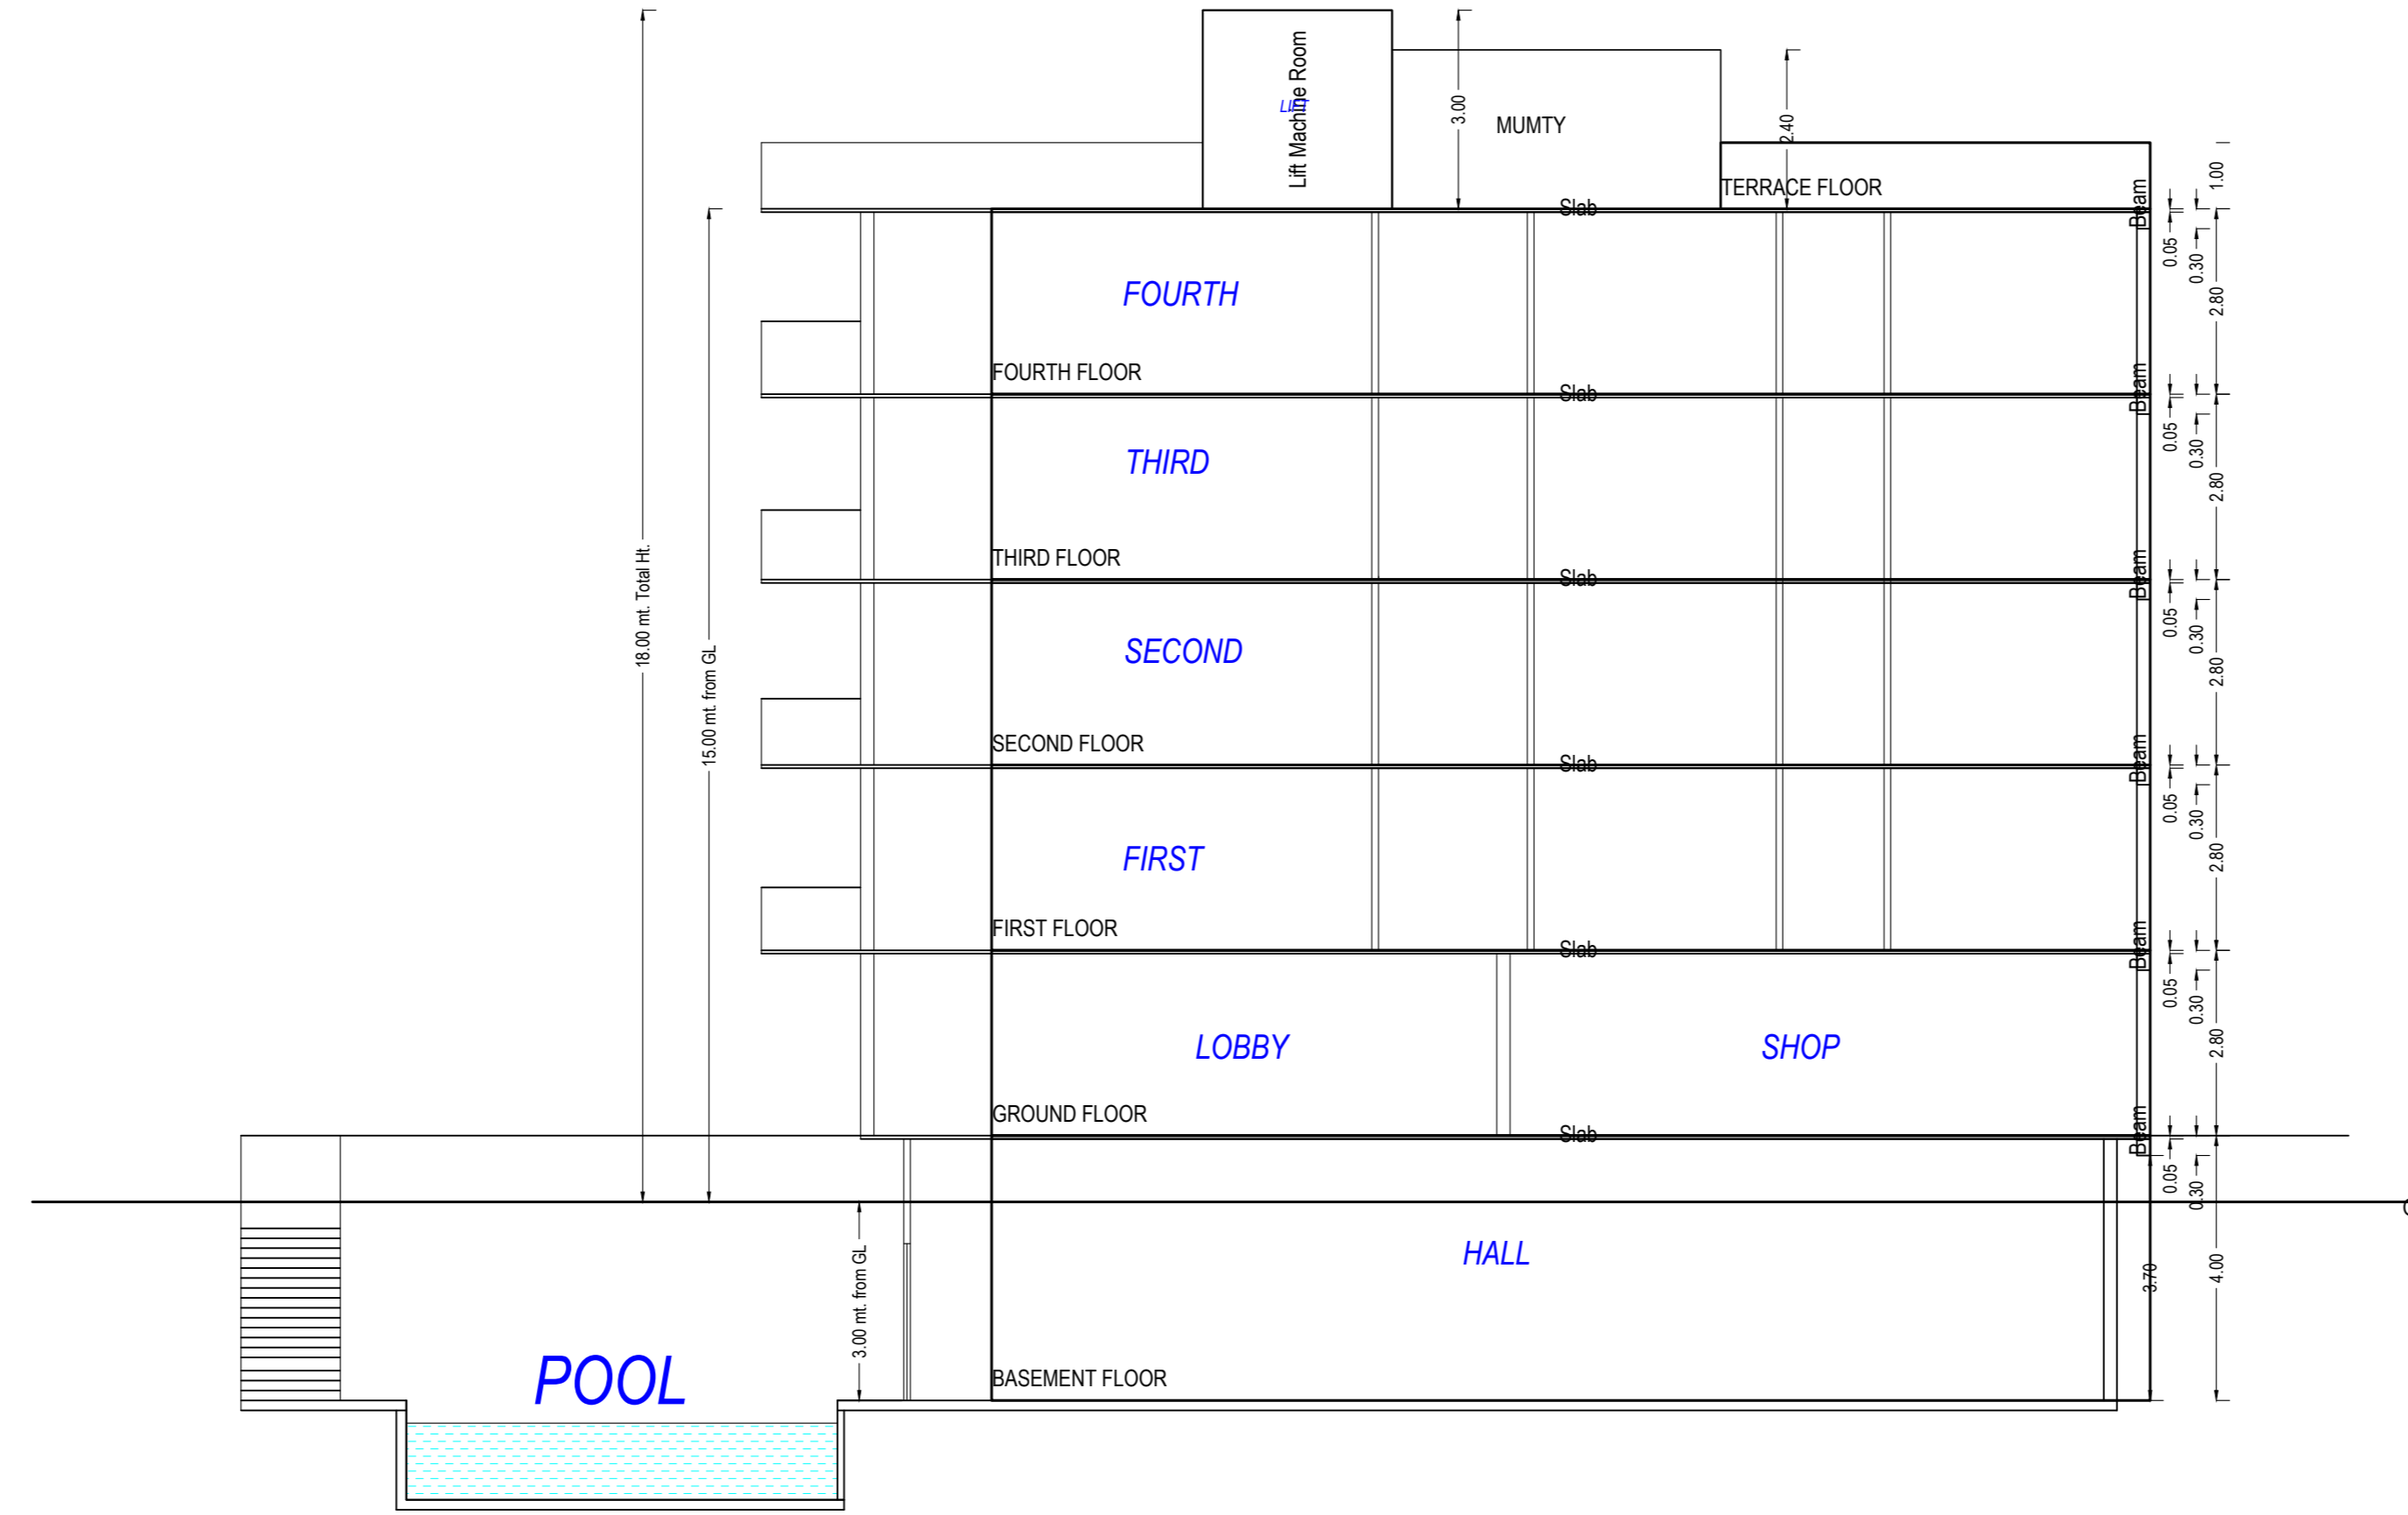 Lift Machine Room
LIFT
3.00
MUMTY
2.40
TERRACE FLOOR
1.00
Slab
Beam
0.05
0.30
2.80
FOURTH
FOURTH FLOOR
Slab
Beam
0.05
0.30
2.80
THIRD
THIRD FLOOR
Slab
Beam
0.05
0.30
2.80
18.00 mt. Total Ht.
15.00 mt. from GL
SECOND
SECOND FLOOR
Slab
Beam
0.05
0.30
2.80
FIRST
FIRST FLOOR
Slab
Beam
0.05
0.30
2.80
LOBBY
SHOP
GROUND FLOOR
Slab
Beam
0.05
0.30
HALL
3.00 mt. from GL
3.70
4.00
POOL
BASEMENT FLOOR